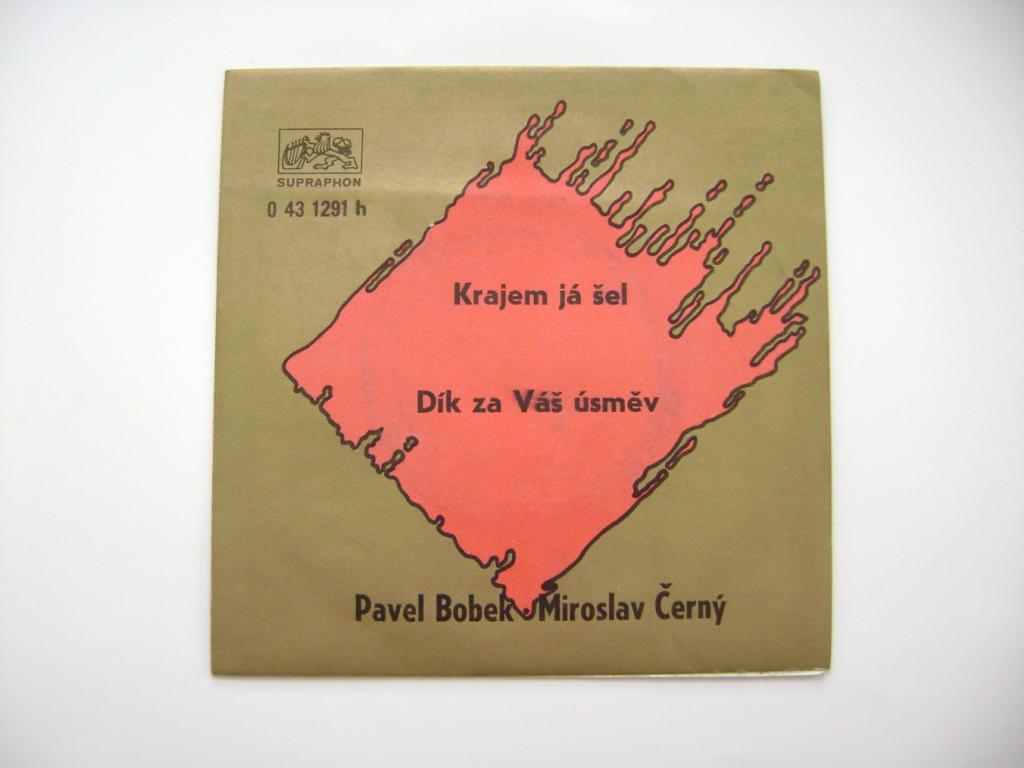 SUPRAPHON
0 43 1291 h
Krajem já šel
Dík za Váš úsměv
Pavel Bobek Miroslav Černý